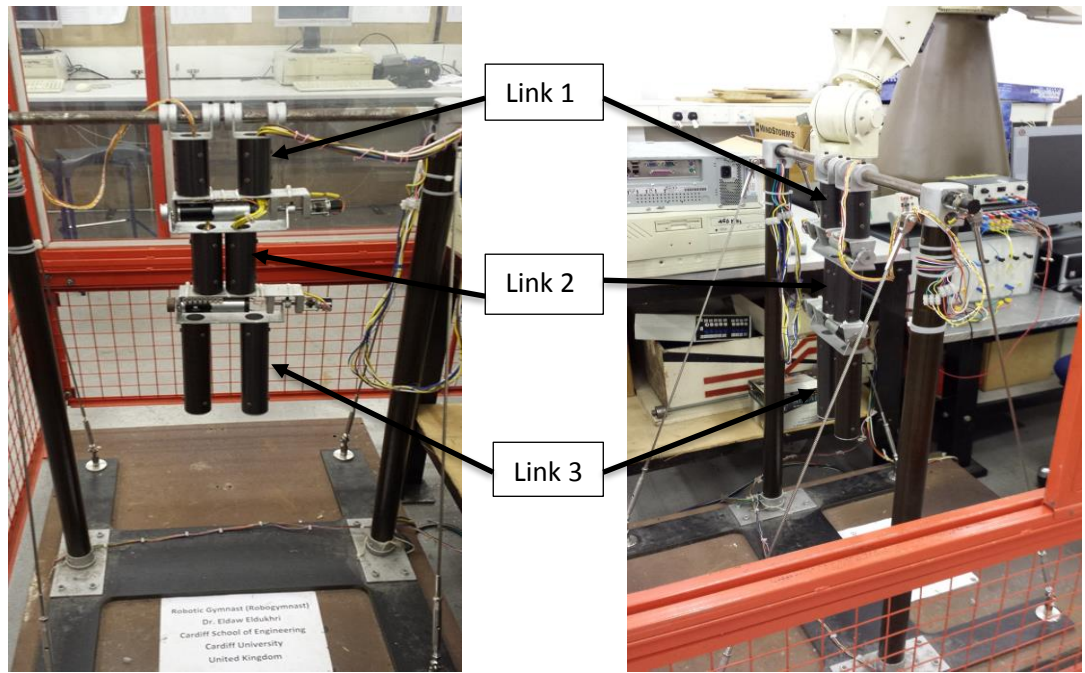 Link 1
Link 2
Link 3
MINDSTORMS
Robotic Gymnast (Robogymnast)
Dr. Eldaw Eldukhri
Cardiff School of Engineering
Cardiff University
United Kingdom